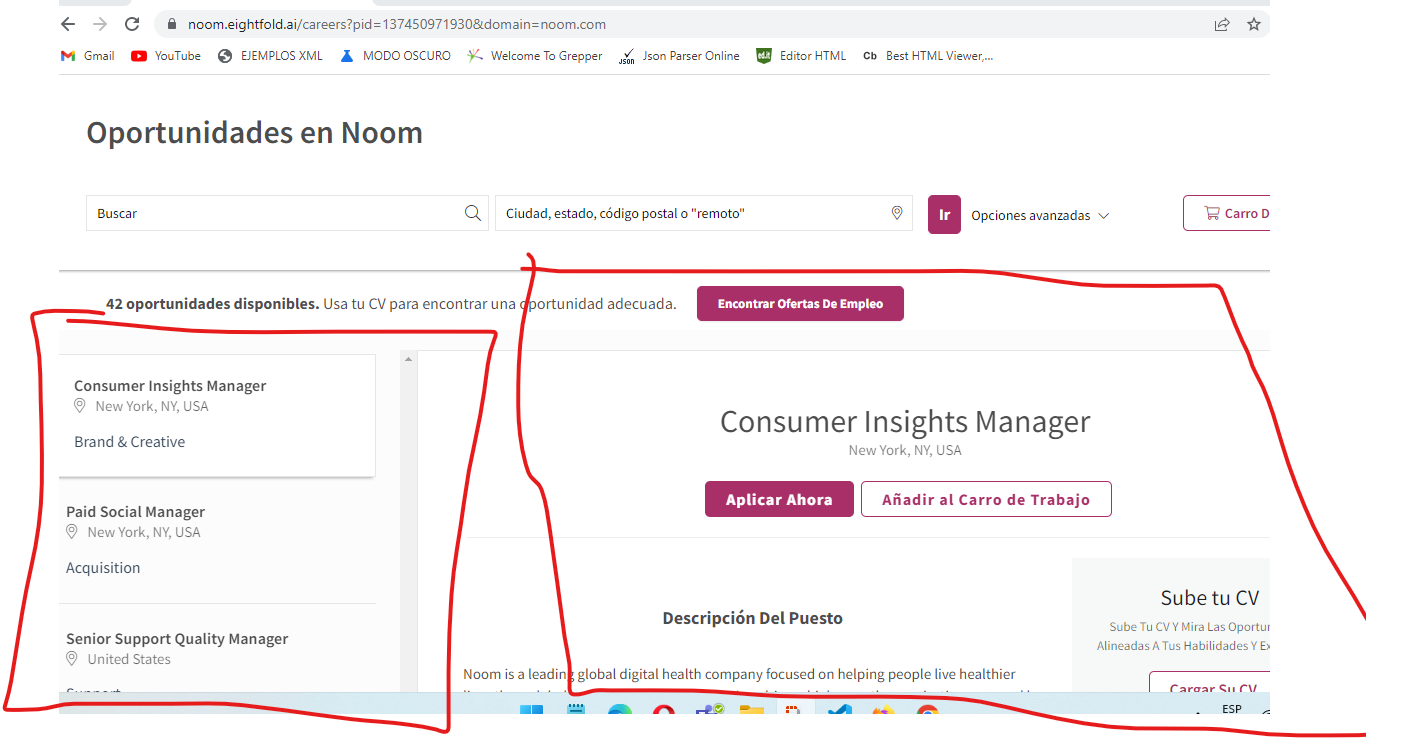 noom.eightfold.ai/careers?pid=137450971930&domain=noom.com
Gmail YouTube EJEMPLOS XML MODO OSCURO Welcome To Grepper JSON Json Parser Online edit Editor HTML Cb Best HTML Viewer,...
Oportunidades en Noom
Buscar Ciudad, estado, código postal o "remoto" Ir Opciones avanzadas Carro D
42 oportunidades disponibles. Usa tu CV para encontrar una oportunidad adecuada. Encontrar Ofertas De Empleo
Consumer Insights Manager
New York, NY, USA
Brand & Creative
Paid Social Manager
New York, NY, USA
Acquisition
Senior Support Quality Manager
United States
Support
Consumer Insights Manager
New York, NY, USA
Aplicar Ahora Añadir al Carro de Trabajo
Descripción Del Puesto
Noom is a leading global digital health company focused on helping people live healthier
Sube tu CV
Sube Tu CV Y Mira Las Oportun
Alineadas A Tus Habilidades Y Ex
Cargar Su CV
ESP